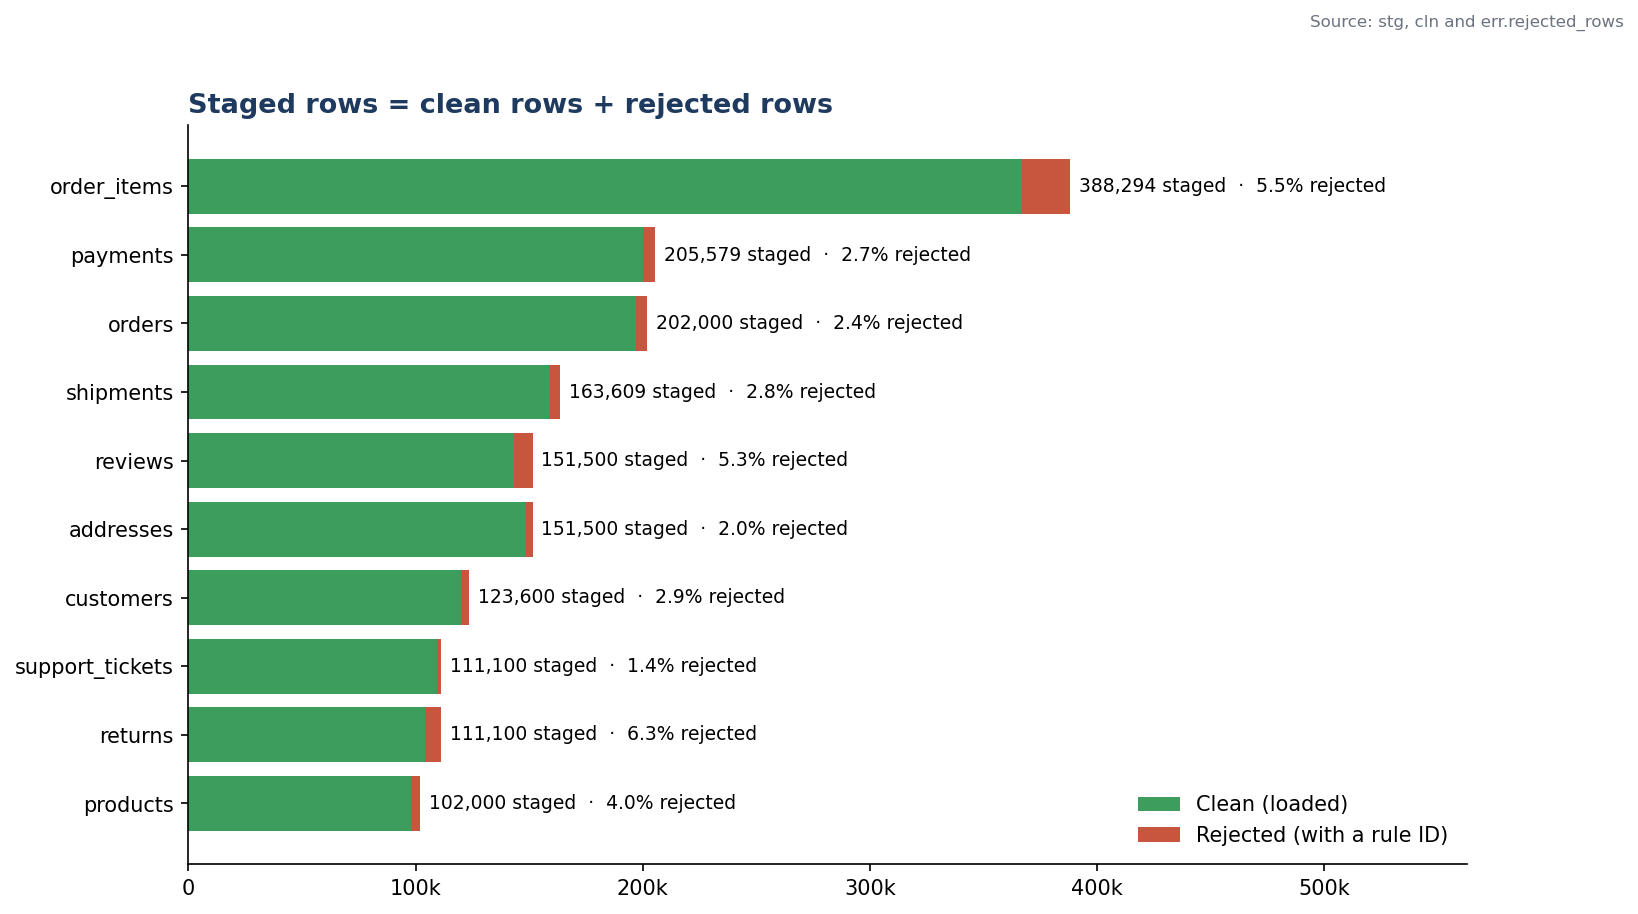 Source: stg, cln and err.rejected_rows
Staged rows = clean rows + rejected rows
order_items 388,294 staged · 5.5% rejected
payments 205,579 staged · 2.7% rejected
orders 202,000 staged · 2.4% rejected
shipments 163,609 staged · 2.8% rejected
reviews 151,500 staged · 5.3% rejected
addresses 151,500 staged · 2.0% rejected
customers 123,600 staged · 2.9% rejected
support_tickets 111,100 staged · 1.4% rejected
returns 111,100 staged · 6.3% rejected
products 102,000 staged · 4.0% rejected
Clean (loaded)
Rejected (with a rule ID)
0 100k 200k 300k 400k 500k